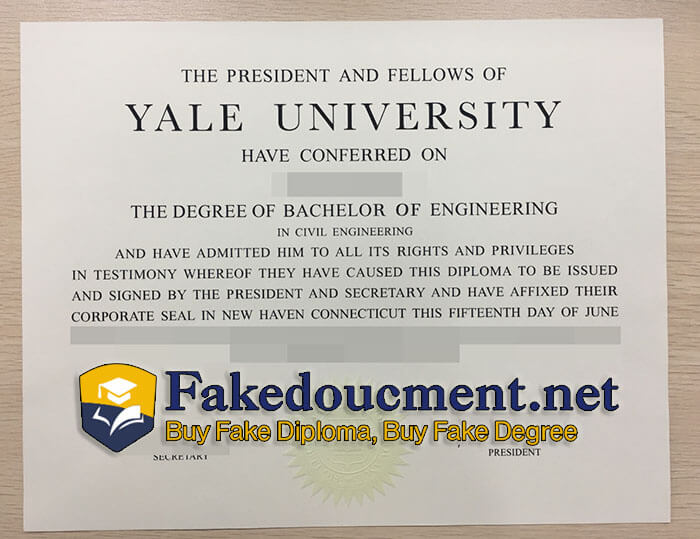 THE PRESIDENT AND FELLOWS OF
YALE UNIVERSITY
HAVE CONFERRED ON
THE DEGREE OF BACHELOR OF ENGINEERING
IN CIVIL ENGINEERING
AND HAVE ADMITTED HIM TO ALL ITS RIGHTS AND PRIVILEGES
IN TESTIMONY WHEREOF THEY HAVE CAUSED THIS DIPLOMA TO BE ISSUED
AND SIGNED BY THE PRESIDENT AND SECRETARY AND HAVE AFFIXED THEIR
CORPORATE SEAL IN NEW HAVEN CONNECTICUT THIS FIFTEENTH DAY OF JUNE
Fakedoucment.net
Buy Fake Diploma, Buy Fake Degree
SECRETARY PRESIDENT